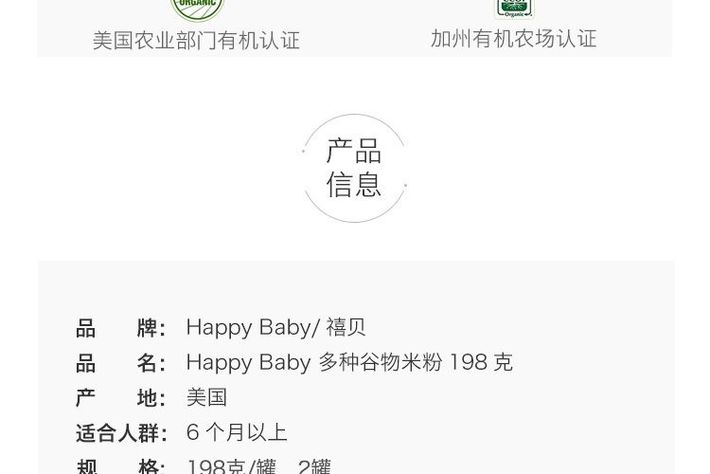 ORGANIC
Organic
美国农业部门有机认证
加州有机农场认证
产品
信息
品 牌： Happy Baby/ 禧贝
品 名： Happy Baby 多种谷物米粉 198 克
产 地： 美国
适合人群： 6 个月以上
规 格： 198克/罐 2罐